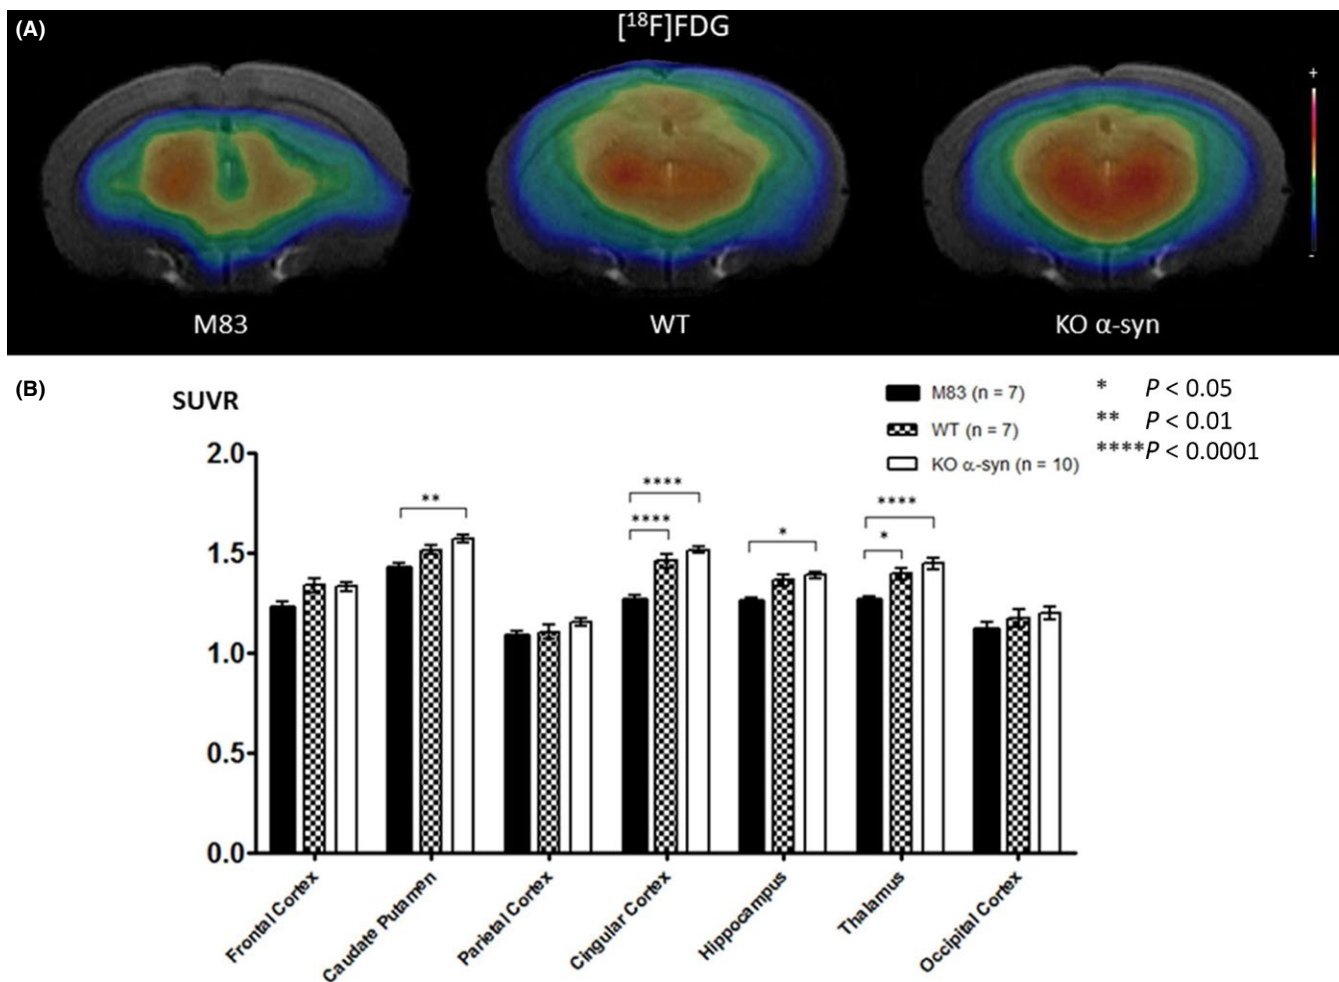 (A)
[18F]FDG
+
-
M83
WT
KO α-syn
(B)
SUVR
M83 (n = 7)
WT (n = 7)
KO α-syn (n = 10)
* P < 0.05
** P < 0.01
**** P < 0.0001
2.0
1.5
1.0
0.5
0.0
**
****
****
*
****
*
Frontal Cortex
Caudate Putamen
Parietal Cortex
Cingular Cortex
Hippocampus
Thalamus
Occipital Cortex